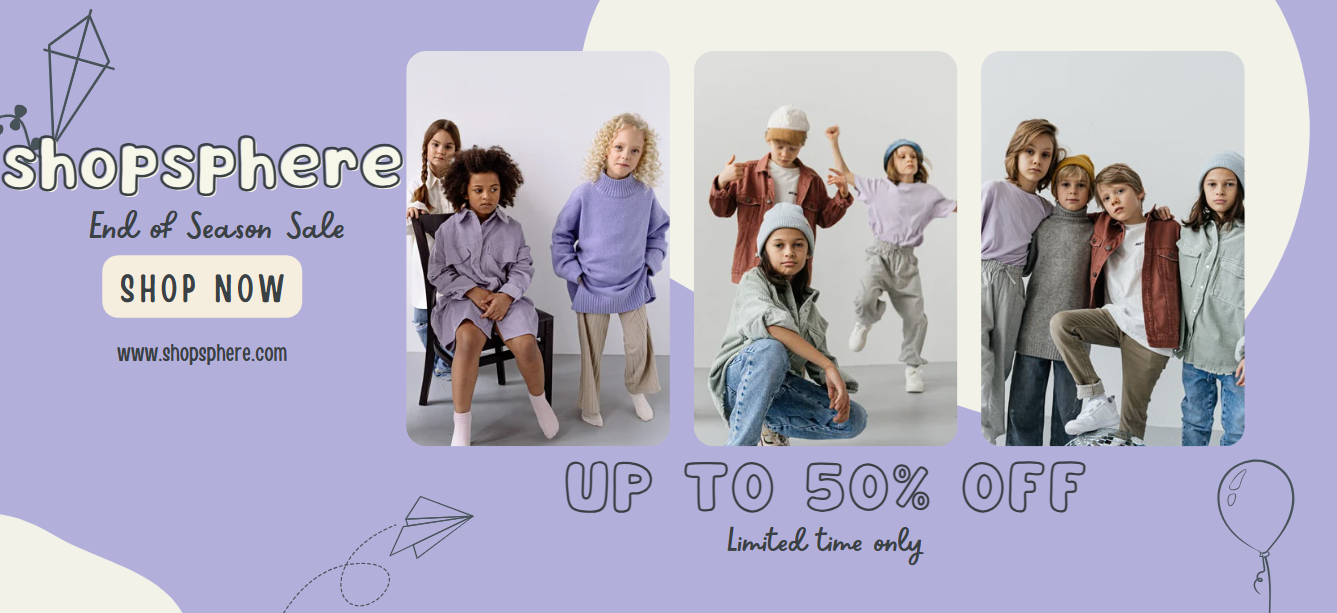 shopsphere
End of Season Sale
SHOP NOW
www.shopsphere.com
UP TO 50% OFF
Limited time only